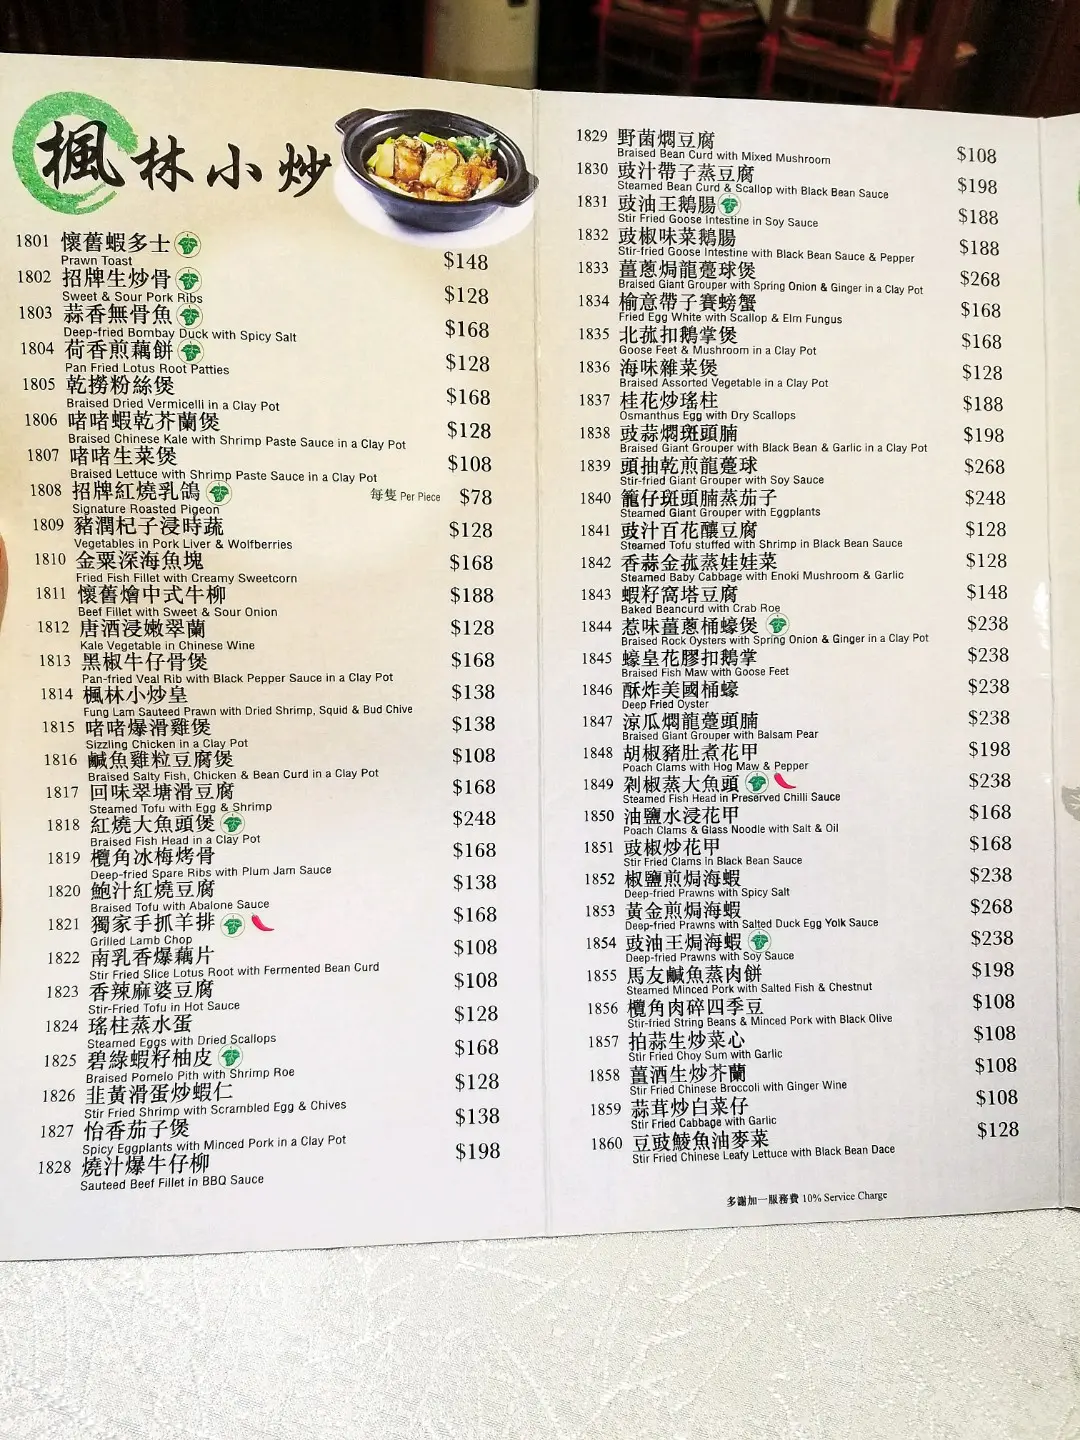 楓林小炒
1801 懷舊蝦多士 $148
Prawn Toast
1802 招牌生炒骨 $128
Sweet & Sour Pork Ribs
1803 蒜香無骨魚 $168
Deep-fried Bombay Duck with Spicy Salt
1804 荷香煎藕餅 $128
Pan Fried Lotus Root Patties
1805 乾撈粉絲煲 $168
Braised Dried Vermicelli in a Clay Pot
1806 啫啫蝦乾芥蘭煲 $128
Braised Chinese Kale with Shrimp Paste Sauce in a Clay Pot
1807 啫啫生菜煲 $108
Braised Lettuce with Shrimp Paste Sauce in a Clay Pot
1808 招牌紅燒乳鴿 每隻 Per Piece $78
Signature Roasted Pigeon
1809 豬潤杞子浸時蔬 $128
Vegetables in Pork Liver & Wolfberries
1810 金粟深海魚塊 $168
Fried Fish Fillet with Creamy Sweetcorn
1811 懷舊燴中式牛柳 $188
Beef Fillet with Sweet & Sour Onion
1812 唐酒浸嫩翠蘭 $128
Kale Vegetable in Chinese Wine
1813 黑椒牛仔骨煲 $168
Pan-fried Veal Rib with Black Pepper Sauce in a Clay Pot
1814 楓林小炒皇 $138
Fung Lam Sauteed Prawn with Dried Shrimp, Squid & Bud Chive
1815 啫啫爆滑雞煲 $138
Sizzling Chicken in a Clay Pot
1816 鹹魚雞粒豆腐煲 $108
Braised Salty Fish, Chicken & Bean Curd in a Clay Pot
1817 回味翠塘滑豆腐 $168
Steamed Tofu with Egg & Shrimp
1818 紅燒大魚頭煲 $248
Braised Fish Head in a Clay Pot
1819 欖角冰梅烤骨 $168
Deep-fried Spare Ribs with Plum Jam Sauce
1820 鮑汁紅燒豆腐 $138
Braised Tofu with Abalone Sauce
1821 獨家手抓羊排 $168
Grilled Lamb Chop
1822 南乳香爆藕片 $108
Stir Fried Slice Lotus Root with Fermented Bean Curd
1823 香辣麻婆豆腐 $108
Stir-Fried Tofu in Hot Sauce
1824 瑤柱蒸水蛋 $128
Steamed Eggs with Dried Scallops
1825 碧綠蝦籽柚皮 $168
Braised Pomelo Pith with Shrimp Roe
1826 韭黃滑蛋炒蝦仁 $128
Stir Fried Shrimp with Scrambled Egg & Chives
1827 怡香茄子煲 $138
Spicy Eggplants with Minced Pork in a Clay Pot
1828 燒汁爆牛仔柳 $198
Sauteed Beef Fillet in BBQ Sauce
1829 野菌燜豆腐 $108
Braised Bean Curd with Mixed Mushroom
1830 豉汁帶子蒸豆腐 $198
Steamed Bean Curd & Scallop with Black Bean Sauce
1831 豉油王鵝腸 $188
Stir Fried Goose Intestine in Soy Sauce
1832 豉椒味菜鵝腸 $188
Stir-fried Goose Intestine with Black Bean Sauce & Pepper
1833 薑蔥焗龍躉球煲 $268
Braised Giant Grouper with Spring Onion & Ginger in a Clay Pot
1834 榆意帶子賽螃蟹 $168
Fried Egg White with Scallop & Elm Fungus
1835 北菰扣鵝掌煲 $168
Goose Feet & Mushroom in a Clay Pot
1836 海味雜菜煲 $128
Braised Assorted Vegetable in a Clay Pot
1837 桂花炒瑤柱 $188
Osmanthus Egg with Dry Scallops
1838 豉蒜燜斑頭腩 $198
Braised Giant Grouper with Black Bean & Garlic in a Clay Pot
1839 頭抽乾煎龍躉球 $268
Stir-fried Giant Grouper with Soy Sauce
1840 籠仔斑頭腩蒸茄子 $248
Steamed Giant Grouper with Eggplants
1841 豉汁百花釀豆腐 $128
Steamed Tofu stuffed with Shrimp in Black Bean Sauce
1842 香蒜金菰蒸娃娃菜 $128
Steamed Baby Cabbage with Enoki Mushroom & Garlic
1843 蝦籽窩塔豆腐 $148
Baked Beancurd with Crab Roe
1844 惹味薑蔥桶蠔煲 $238
Braised Rock Oysters with Spring Onion & Ginger in a Clay Pot
1845 蠔皇花膠扣鵝掌 $238
Braised Fish Maw with Goose Feet
1846 酥炸美國桶蠔 $238
Deep Fried Oyster
1847 涼瓜燜龍躉頭腩 $238
Braised Giant Grouper with Balsam Pear
1848 胡椒豬肚煮花甲 $198
Poach Clams with Hog Maw & Pepper
1849 剁椒蒸大魚頭 $238
Steamed Fish Head in Preserved Chilli Sauce
1850 油鹽水浸花甲 $168
Poach Clams & Glass Noodle with Salt & Oil
1851 豉椒炒花甲 $168
Stir Fried Clams In Black Bean Sauce
1852 椒鹽煎焗海蝦 $238
Deep-fried Prawns with Spicy Salt
1853 黃金煎焗海蝦 $268
Deep-fried Prawns with Salted Duck Egg Yolk Sauce
1854 豉油王焗海蝦 $238
Deep-fried Prawns with Soy Sauce
1855 馬友鹹魚蒸肉餅 $198
Steamed Minced Pork with Salted Fish & Chestnut
1856 欖角肉碎四季豆 $108
Stir-fried String Beans & Minced Pork with Black Olive
1857 拍蒜生炒菜心 $108
Stir Fried Choy Sum with Garlic
1858 薑酒生炒芥蘭 $108
Stir Fried Chinese Broccoli with Ginger Wine
1859 蒜茸炒白菜仔 $108
Stir Fried Cabbage with Garlic
1860 豆豉鯪魚油麥菜 $128
Stir Fried Chinese Leafy Lettuce with Black Bean Dace
多謝加一服務費 10% Service Charge